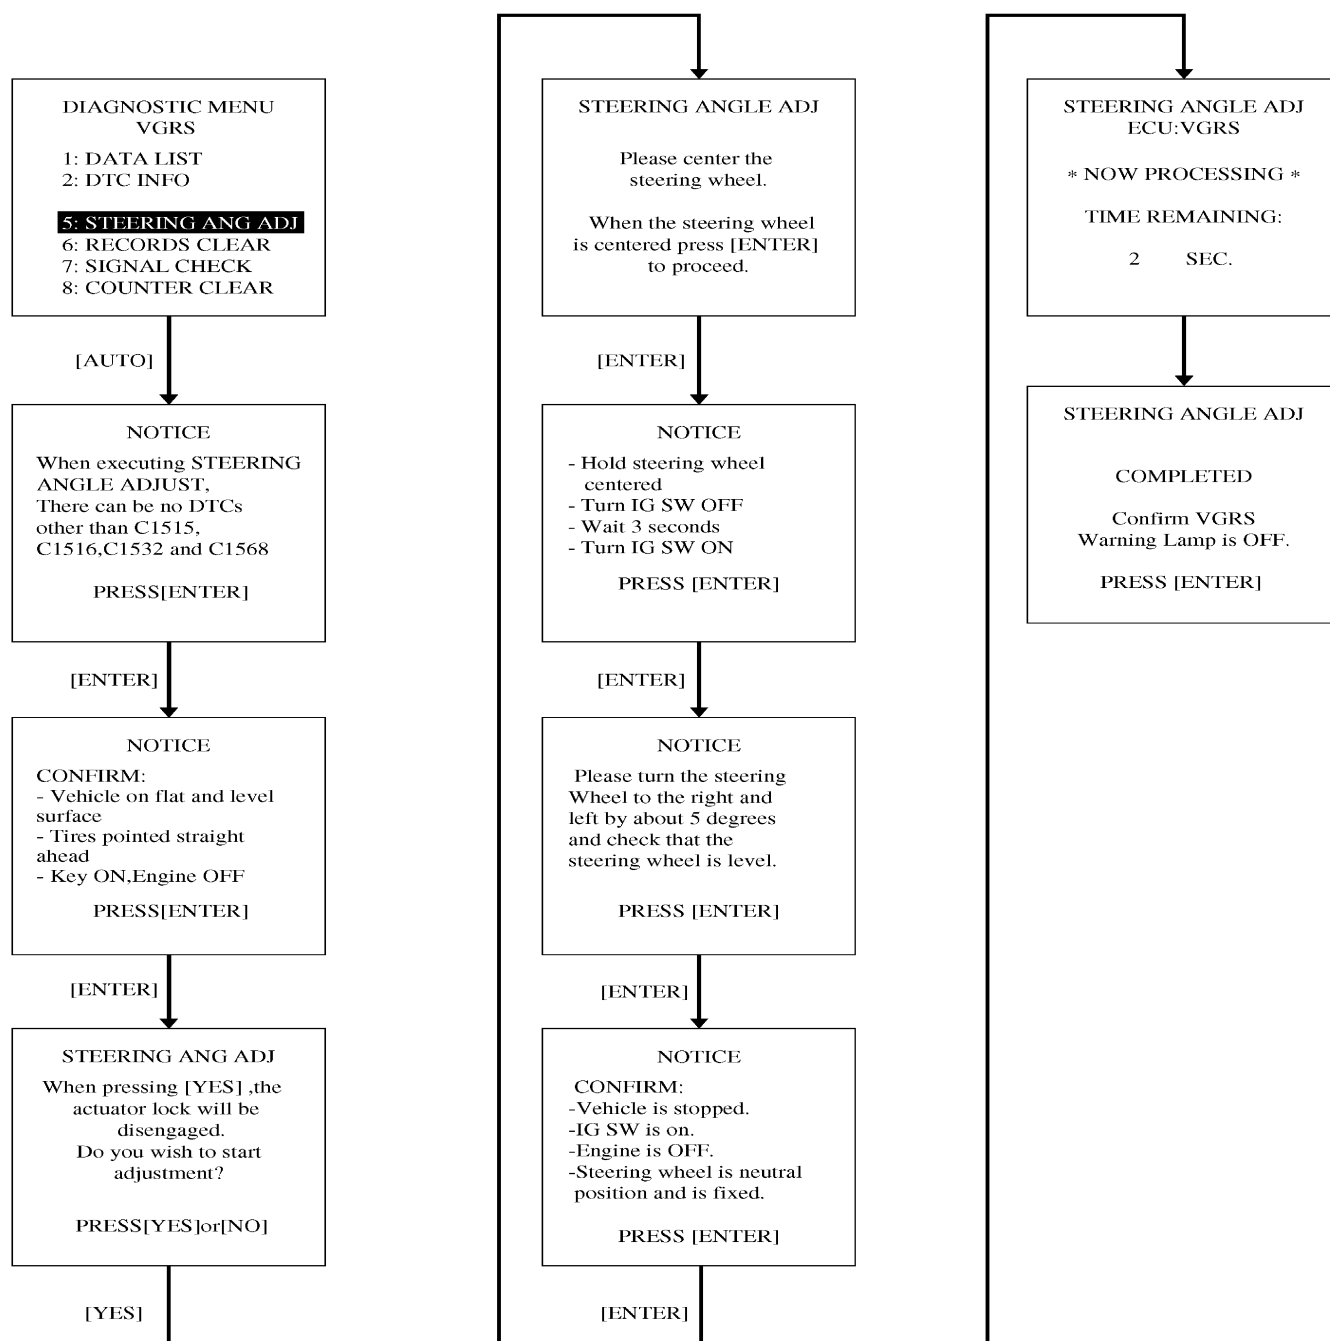 DIAGNOSTIC MENU
VGRS
1: DATA LIST
2: DTC INFO
5: STEERING ANG ADJ
6: RECORDS CLEAR
7: SIGNAL CHECK
8: COUNTER CLEAR
[AUTO]
NOTICE
When executing STEERING
ANGLE ADJUST,
There can be no DTCs
other than C1515,
C1516,C1532 and C1568
PRESS[ENTER]
[ENTER]
NOTICE
CONFIRM:
- Vehicle on flat and level
surface
- Tires pointed straight
ahead
- Key ON,Engine OFF
PRESS[ENTER]
[ENTER]
STEERING ANG ADJ
When pressing [YES] ,the
actuator lock will be
disengaged.
Do you wish to start
adjustment?
PRESS[YES]or[NO]
[YES]
STEERING ANGLE ADJ
Please center the
steering wheel.
When the steering wheel
is centered press [ENTER]
to proceed.
[ENTER]
NOTICE
- Hold steering wheel
centered
- Turn IG SW OFF
- Wait 3 seconds
- Turn IG SW ON
PRESS [ENTER]
[ENTER]
NOTICE
Please turn the steering
Wheel to the right and
left by about 5 degrees
and check that the
steering wheel is level.
PRESS [ENTER]
[ENTER]
NOTICE
CONFIRM:
-Vehicle is stopped.
-IG SW is on.
-Engine is OFF.
-Steering wheel is neutral
position and is fixed.
PRESS [ENTER]
[ENTER]
STEERING ANGLE ADJ
ECU:VGRS
* NOW PROCESSING *
TIME REMAINING:
2 SEC.
STEERING ANGLE ADJ
COMPLETED
Confirm VGRS
Warning Lamp is OFF.
PRESS [ENTER]